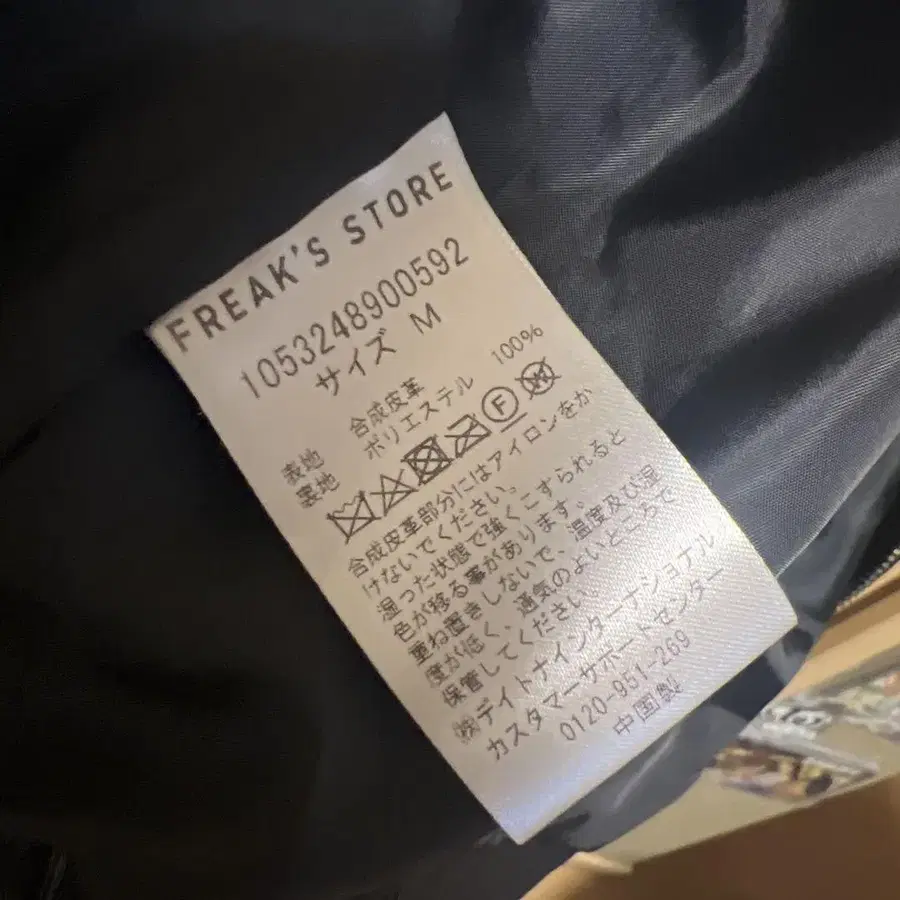 FREAK'S STORE
1053248900592
サイズ M
表地 合成皮革
裏地 ポリエステル 100%
F W
合成皮革部分にはアイロンをか
けないでください。
湿った状態で強くこすられると
色が移る事があります。
重ね置きしないで、温度及び湿
度が低く、通気のよいところで
保管してください。
㈱デイトナインターナショナル
カスタマーサポートセンター
0120-951-269
中国製